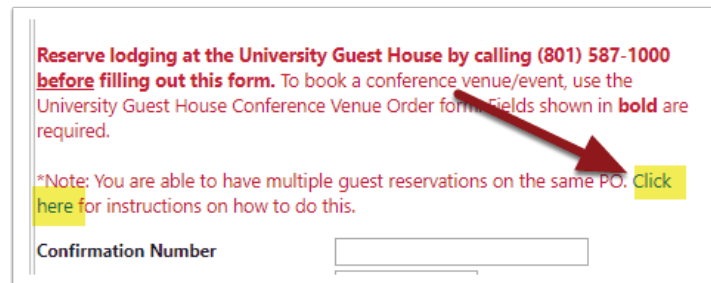 Reserve lodging at the University Guest House by calling (801) 587-1000
before filling out this form. To book a conference venue/event, use the
University Guest House Conference Venue Order form. Fields shown in bold are
required.
*Note: You are able to have multiple guest reservations on the same PO. Click
here for instructions on how to do this.
Confirmation Number